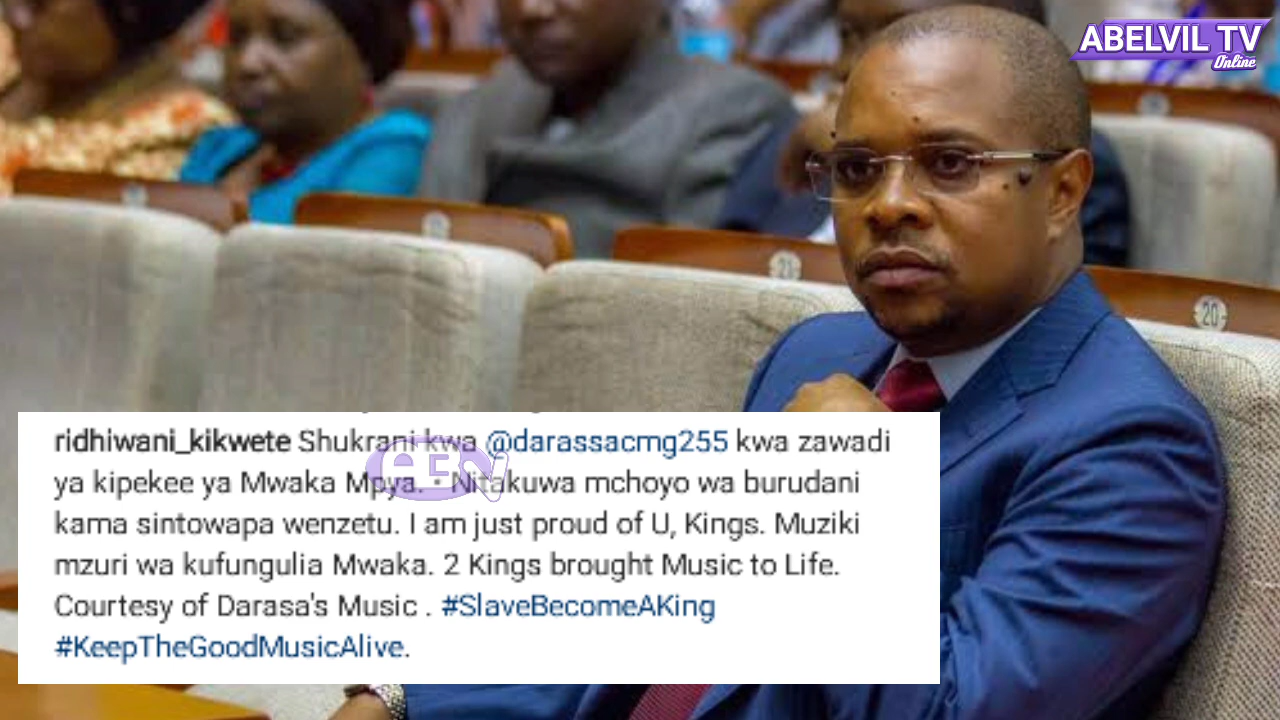 ABELVIL TV
Online
21
20
ridhiwani_kikwete Shukrani kwa @darassacmg255 kwa zawadi
ya kipekee ya Mwaka Mpya. • Nitakuwa mchoyo wa burudani
kama sintowapa wenzetu. I am just proud of U, Kings. Muziki
mzuri wa kufungulia Mwaka. 2 Kings brought Music to Life.
Courtesy of Darasa's Music . #SlaveBecomeAKing
#KeepTheGoodMusicAlive.